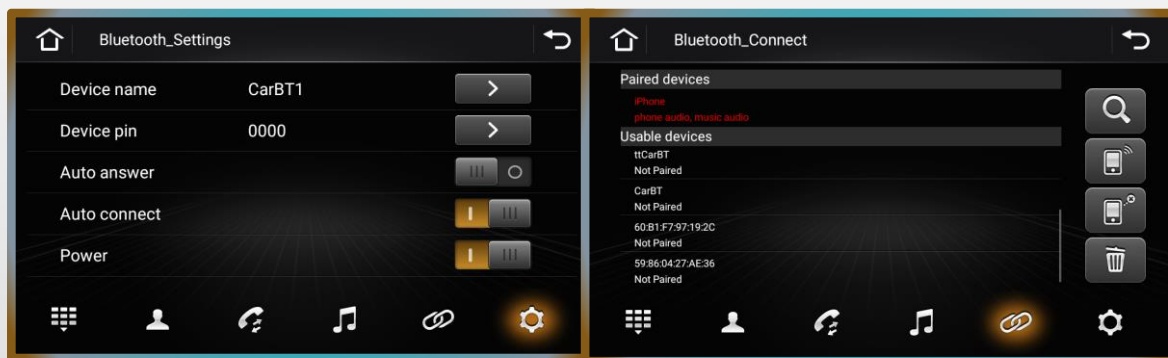 Bluetooth_Settings
Device name CarBT1
Device pin 0000
Auto answer
Auto connect
Power
Bluetooth_Connect
Paired devices
iPhone
phone audio, music audio
Usable devices
ttCarBT
Not Paired
CarBT
Not Paired
60:B1:F7:97:19:2C
Not Paired
59:86:04:27:AE:36
Not Paired